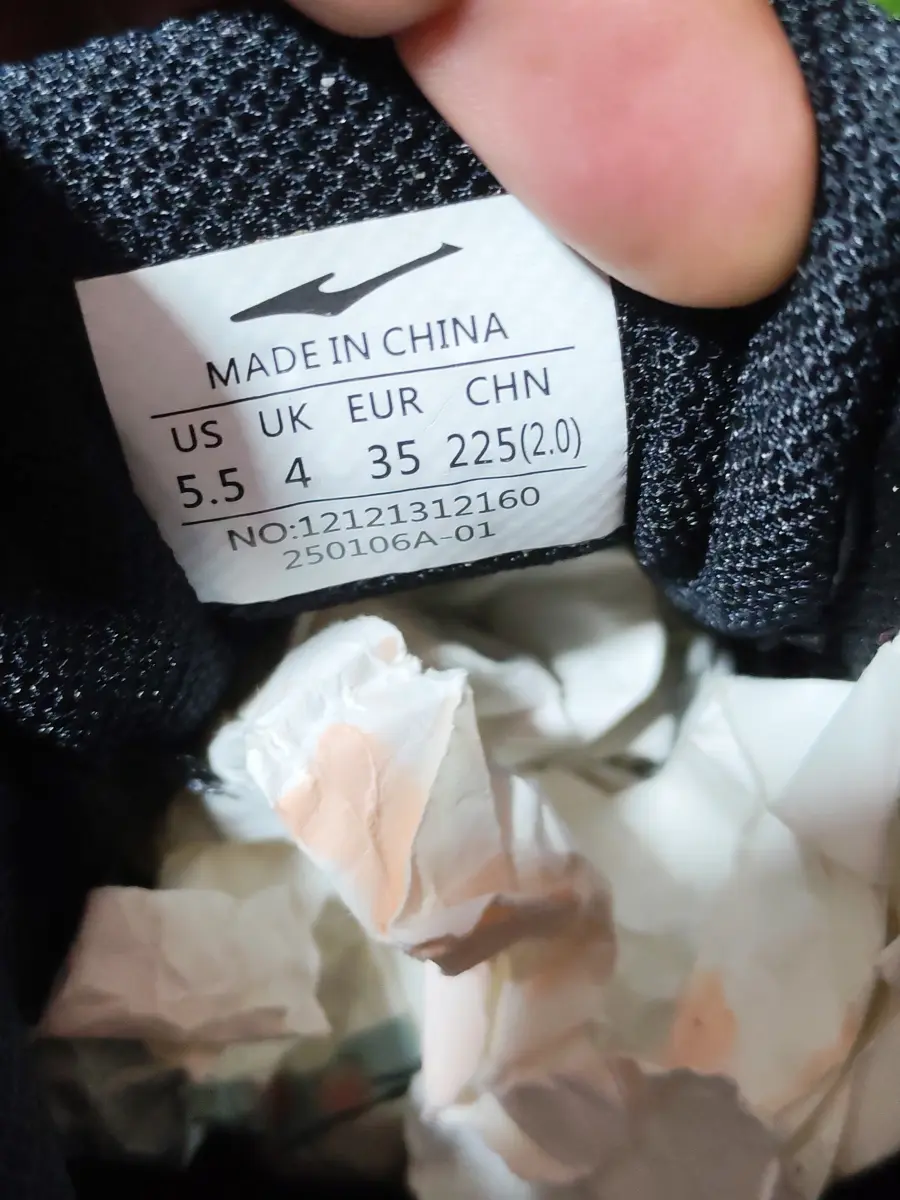 MADE IN CHINA
US UK EUR CHN
5.5 4 35 225(2.0)
NO:12121312160
250106A-01